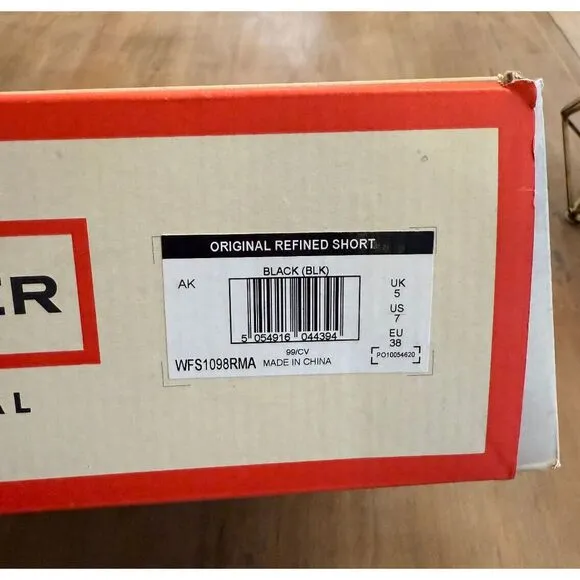 ER
AL
ORIGINAL REFINED SHORT
BLACK (BLK)
AK
UK
5
US
7
EU
38
5 054916 044394
99/CV
WFS1098RMA MADE IN CHINA
PO10054620